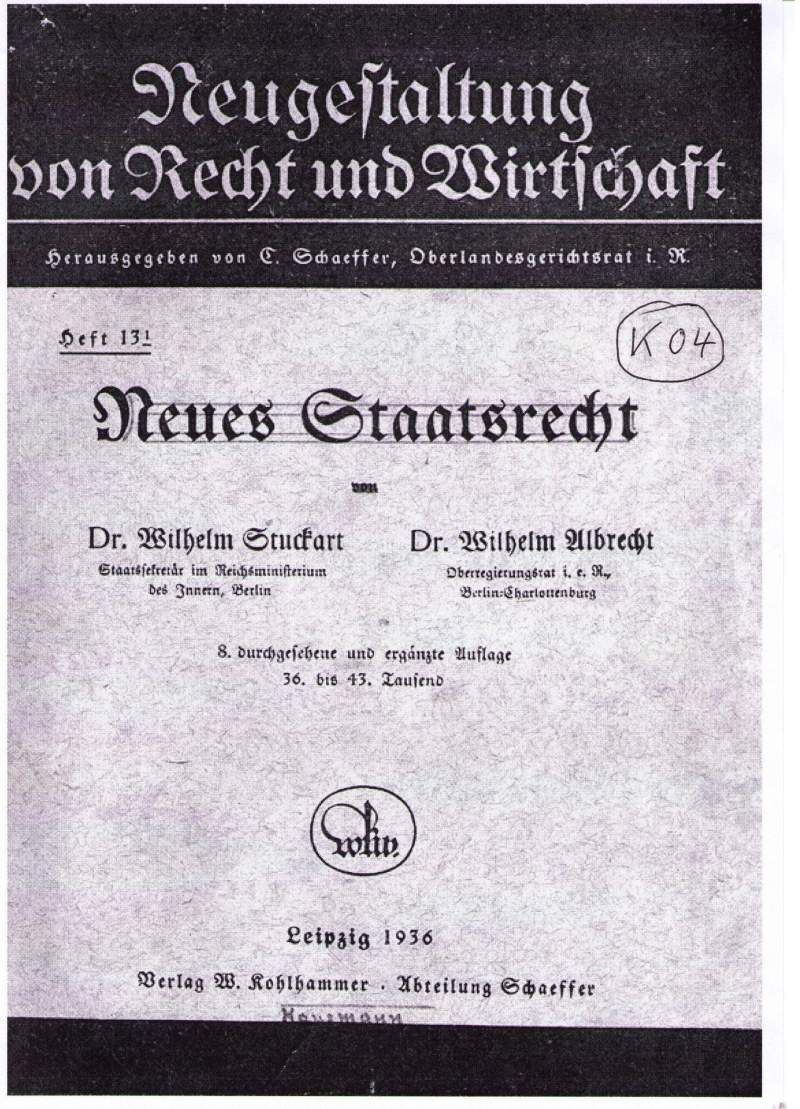 Neugestaltung
von Recht und Wirtschaft
Herausgegeben von C. Schaeffer, Oberlandesgerichtsrat i. R.
Heft 13¹
K 04
Neues Staatsrecht
von
Dr. Wilhelm Stuckart
Staatssekretär im Reichsministerium
des Innern, Berlin
Dr. Wilhelm Albrecht
Oberregierungsrat i. e. R.,
Berlin-Charlottenburg
8. durchgesehene und ergänzte Auflage
36. bis 43. Tausend
Leipzig 1936
Verlag W. Kohlhammer · Abteilung Schaeffer